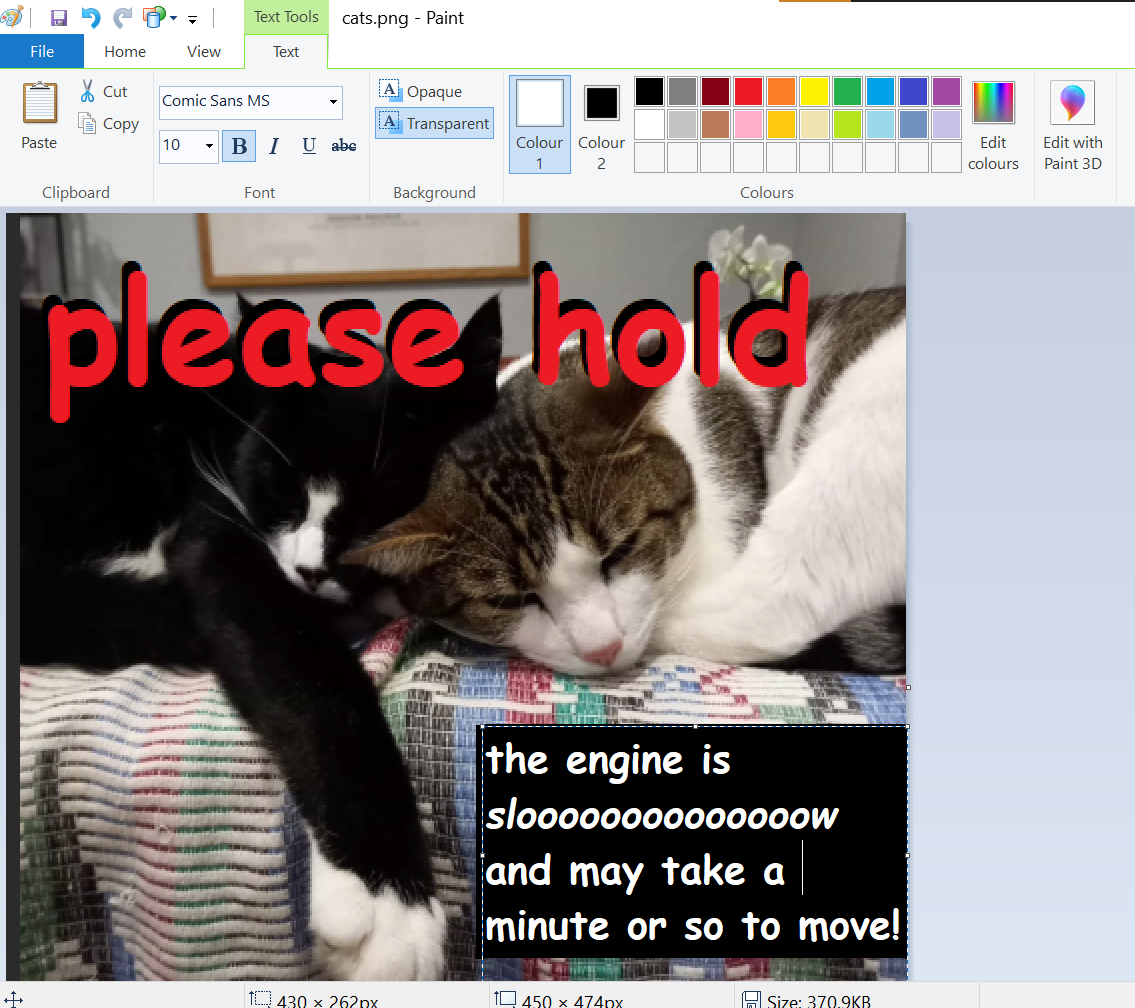 Text Tools
cats.png - Paint
File
Home
View
Text
Paste
Cut
Copy
Clipboard
Comic Sans MS
10
B I U abc
Font
Opaque
Transparent
Background
Colour 1
Colour 2
Edit colours
Colours
Edit with Paint 3D
please hold
the engine is
slooooooooooooow
and may take a
minute or so to move!
430 × 262px
450 × 474px
Size: 370.9KB